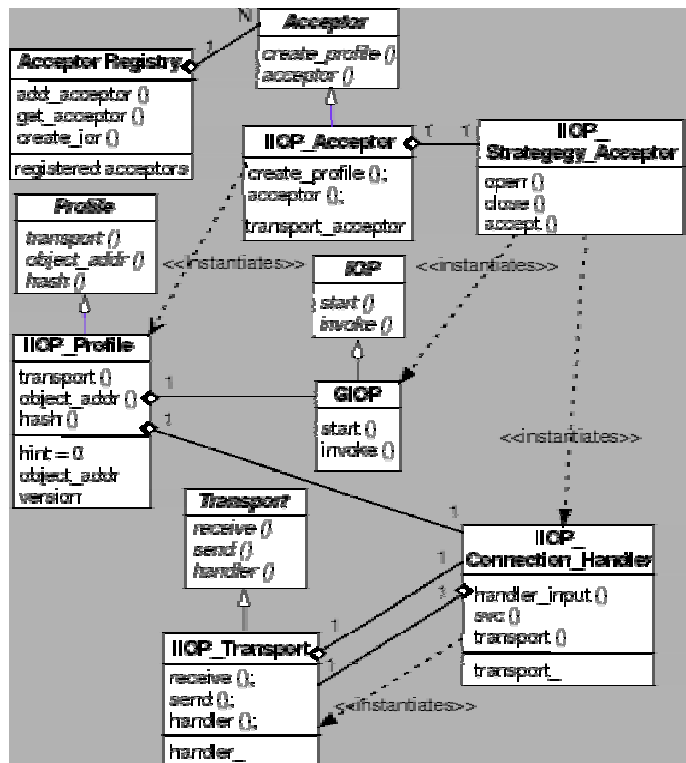 N
Acceptor
create_profile ()
acceptor ()
1
Acceptor Registry
add_acceptor ()
get_acceptor ()
create_ior ()
registered acceptors
IIOP_Acceptor
create_profile ();
acceptor ();
transport_acceptor
1
1
IIOP_
Strategegy_Acceptor
open ()
close ()
accept ()
Profile
transport ()
object_addr ()
hash ()
<<instantiates>>
<<instantiates>>
IOP
start ()
invoke ()
IIOP_Profile
transport ()
object_addr ()
hash ()
hint = 0
object_addr
version
1
1
GIOP
start ()
invoke ()
<<instantiates>>
Transport
receive ()
send ()
handler ()
1
IIOP_
Connection_Handler
handler_input ()
svc ()
transport ()
transport_
1
1
1
1
IIOP_Transport
receive ();
send ();
handler ();
handler_
<<instantiates>>